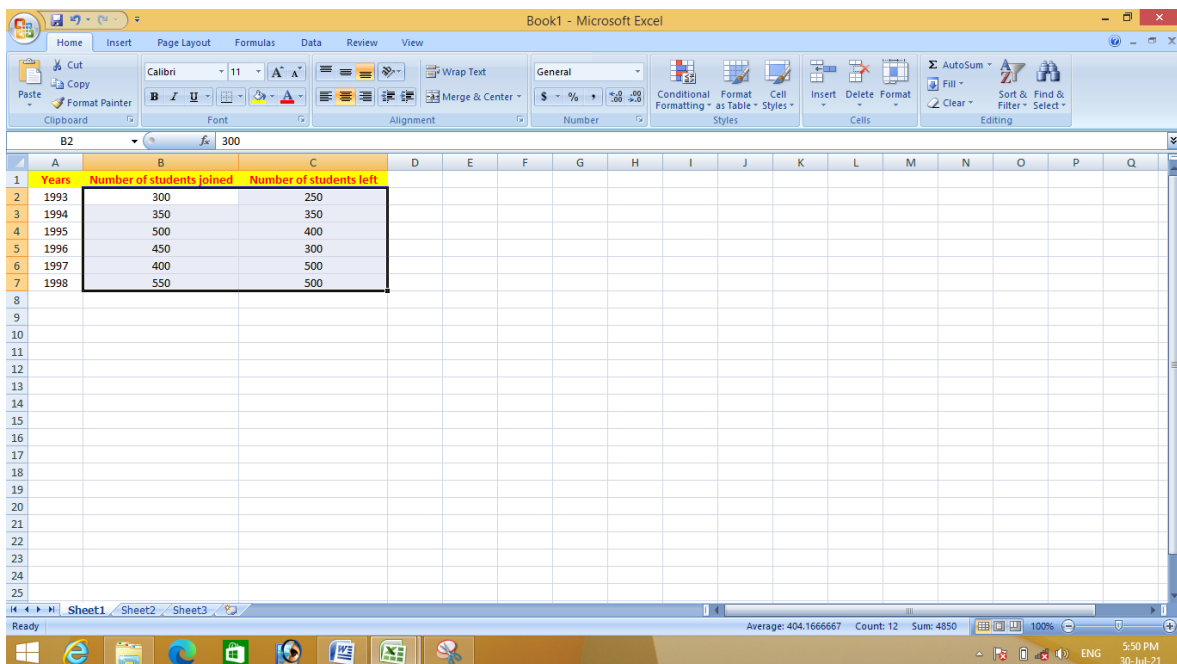 Book1 - Microsoft Excel
Home Insert Page Layout Formulas Data Review View
Cut
Copy
Format Painter
Paste
Clipboard
Calibri 11
B I U
Font
Wrap Text
Merge & Center
Alignment
General
$ % ,
Number
Conditional Formatting
Format as Table
Cell Styles
Styles
Insert Delete Format
Cells
Σ AutoSum
Fill
Clear
Sort & Filter
Find & Select
Editing
B2 fx 300
A B C D E F G H I J K L M N O P Q
1 Years Number of students joined Number of students left
2 1993 300 250
3 1994 350 350
4 1995 500 400
5 1996 450 300
6 1997 400 500
7 1998 550 500
8
9
10
11
12
13
14
15
16
17
18
19
20
21
22
23
24
25
Sheet1 Sheet2 Sheet3
Ready Average: 404.1666667 Count: 12 Sum: 4850 100%
ENG 5:50 PM
30-Jul-21